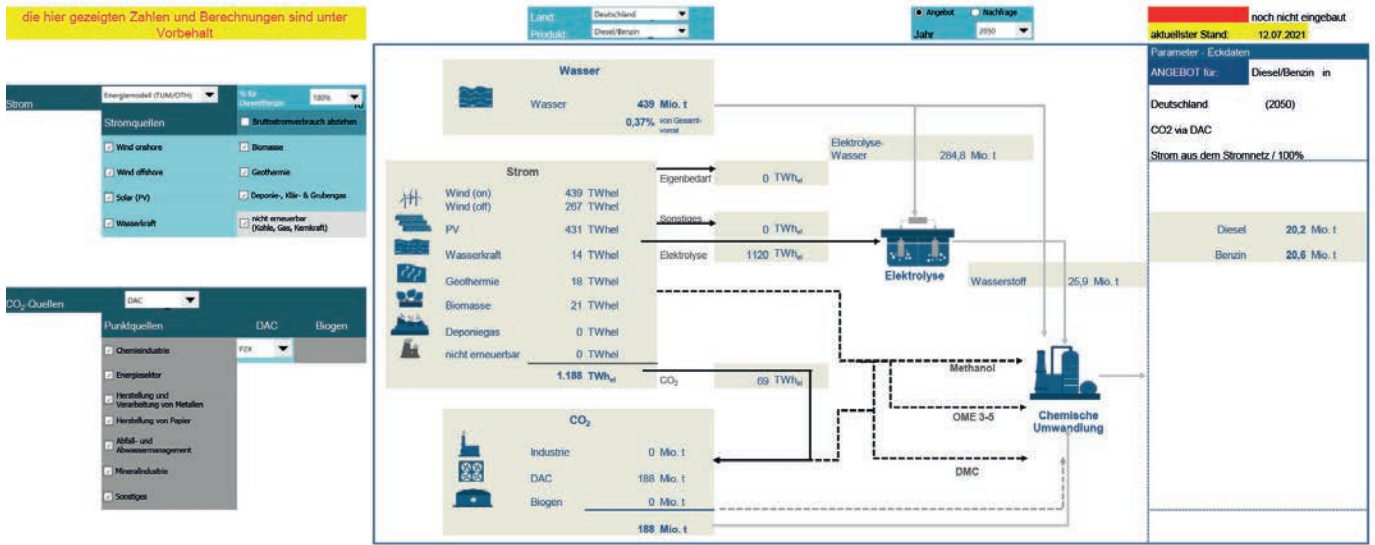 die hier gezeigten Zahlen und Berechnungen sind unter
Vorbehalt
Land:
Deutschland
Produkt:
Diesel/Benzin
Angebot
Nachfrage
Jahr
2050
noch nicht eingebaut
aktuellster Stand:
12.07.2021
Strom
Energiemodell (TUM/OTH)
% für
Diesel/Benzin
100%
Stromquellen
Bruttostromverbrauch abziehen
Wind onshore
Biomasse
Wind offshore
Geothermie
Solar (PV)
Deponie-, Klär- & Grubengas
Wasserkraft
nicht erneuerbar
(Kohle, Gas, Kernkraft)
CO₂-Quellen
DAC
Punktquellen
DAC
Biogen
Chemieindustrie
P2X
Energiesektor
Herstellung und
Verarbeitung von Metallen
Herstellung von Papier
Abfall- und
Abwassermanagement
Mineralindustrie
Sonstiges
Wasser
Wasser 439 Mio. t
0,37% von Gesamt-
vorrat
Strom
Wind (on) 439 TWhel
Wind (off) 267 TWhel
PV 431 TWhel
Wasserkraft 14 TWhel
Geothermie 18 TWhel
Biomasse 21 TWhel
Deponiegas 0 TWhel
nicht erneuerbar 0 TWhel
1.188 TWhel
Eigenbedarf 0 TWhel
Sonstiges
0 TWhel
Elektrolyse 1120 TWhel
CO₂ 69 TWhel
CO₂
Industrie 0 Mio. t
DAC 188 Mio. t
Biogen 0 Mio. t
188 Mio. t
Elektrolyse-
Wasser 284,8 Mio. t
Elektrolyse
Wasserstoff 25,9 Mio. t
Methanol
OME 3-5
DMC
Chemische
Umwandlung
Parameter - Eckdaten
ANGEBOT für: Diesel/Benzin in
Deutschland (2050)
CO2 via DAC
Strom aus dem Stromnetz / 100%
Diesel 20,2 Mio. t
Benzin 20,6 Mio. t